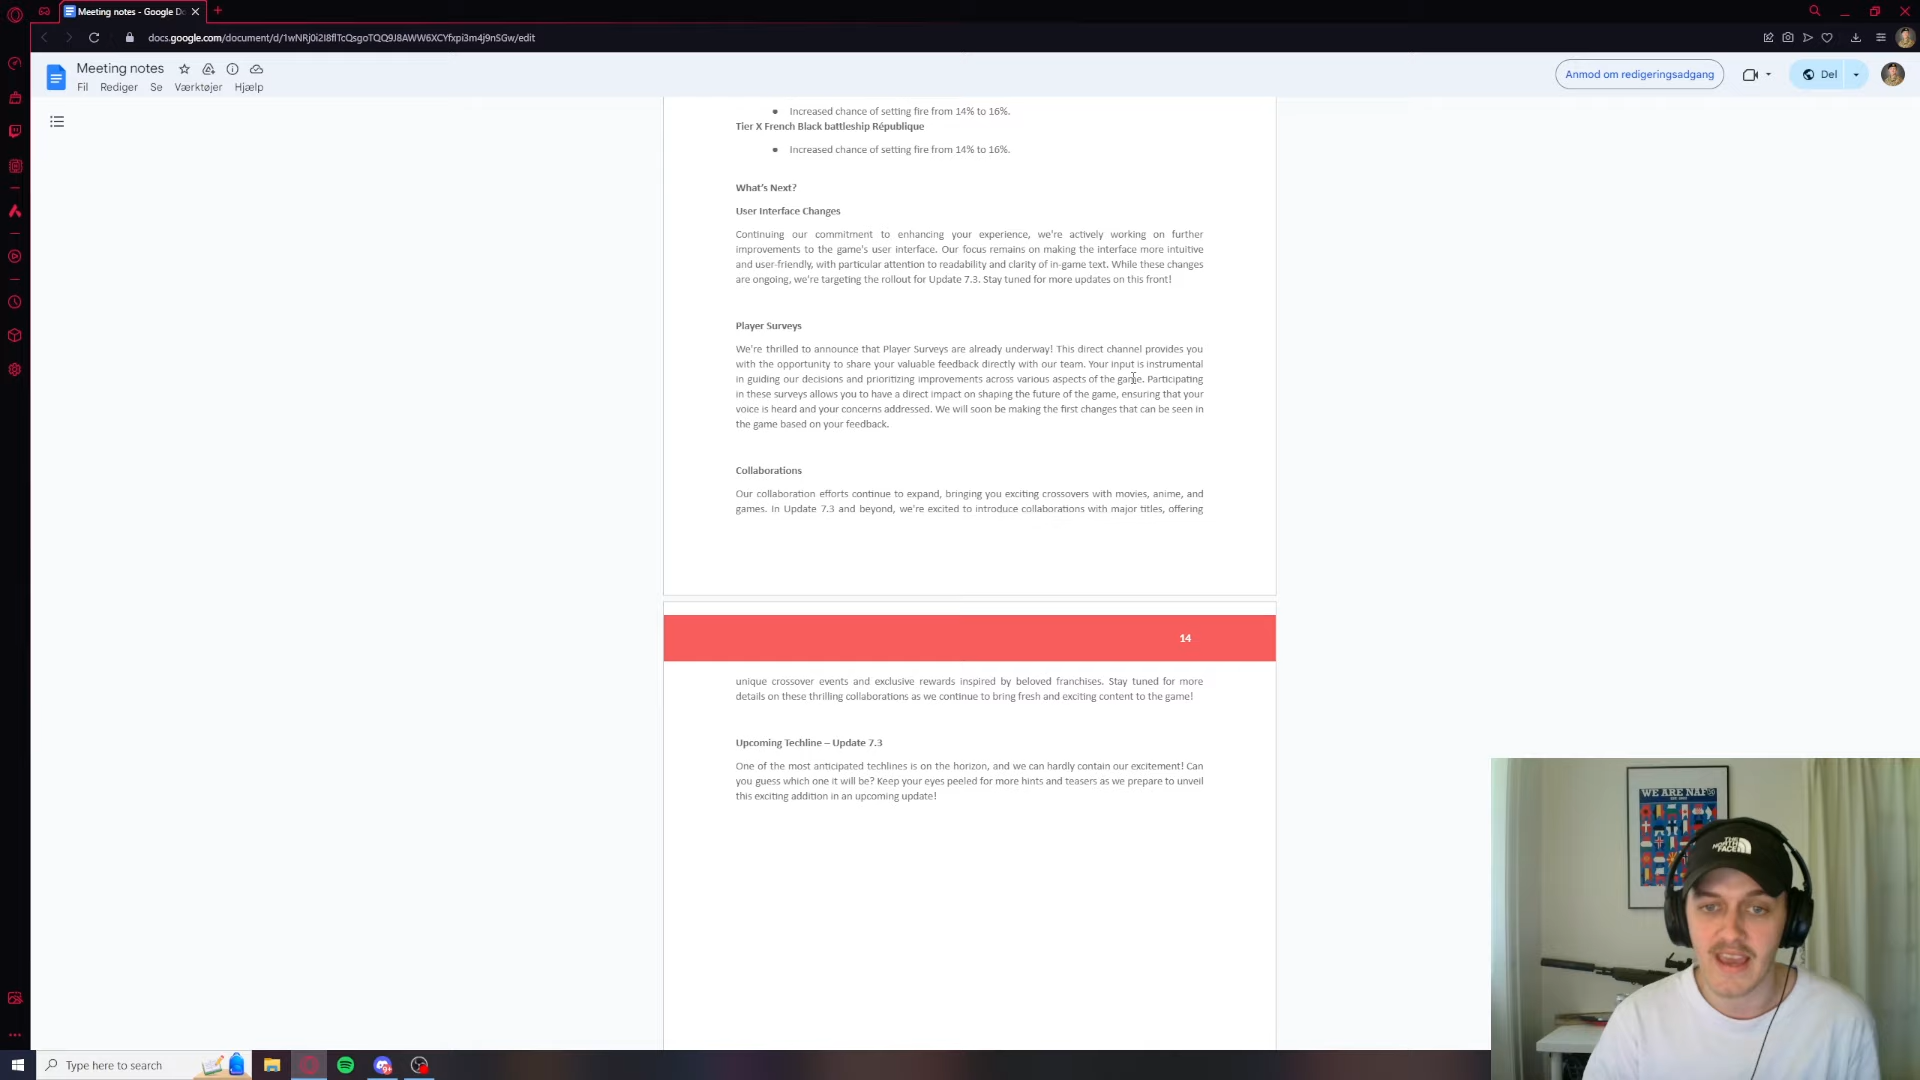 Meeting notes - Google D
docs.google.com/document/d/1wNRj0i2I8flTcQsgoTQQ9J8AWW6XCYfxpi3m4j9nSGw/edit
Meeting notes
Fil Rediger Se Værktøjer Hjælp
Anmod om redigeringsadgang
Del
Increased chance of setting fire from 14% to 16%.
Tier X French Black battleship République
Increased chance of setting fire from 14% to 16%.
What's Next?
User Interface Changes
Continuing our commitment to enhancing your experience, we're actively working on further
improvements to the game's user interface. Our focus remains on making the interface more intuitive
and user-friendly, with particular attention to readability and clarity of in-game text. While these changes
are ongoing, we're targeting the rollout for Update 7.3. Stay tuned for more updates on this front!
Player Surveys
We're thrilled to announce that Player Surveys are already underway! This direct channel provides you
with the opportunity to share your valuable feedback directly with our team. Your input is instrumental
in guiding our decisions and prioritizing improvements across various aspects of the game. Participating
in these surveys allows you to have a direct impact on shaping the future of the game, ensuring that your
voice is heard and your concerns addressed. We will soon be making the first changes that can be seen in
the game based on your feedback.
Collaborations
Our collaboration efforts continue to expand, bringing you exciting crossovers with movies, anime, and
games. In Update 7.3 and beyond, we're excited to introduce collaborations with major titles, offering
14
unique crossover events and exclusive rewards inspired by beloved franchises. Stay tuned for more
details on these thrilling collaborations as we continue to bring fresh and exciting content to the game!
Upcoming Techline – Update 7.3
One of the most anticipated techlines is on the horizon, and we can hardly contain our excitement! Can
you guess which one it will be? Keep your eyes peeled for more hints and teasers as we prepare to unveil
this exciting addition in an upcoming update!
WE ARE NAF
THE
NORTH
FACE
Type here to search
9+